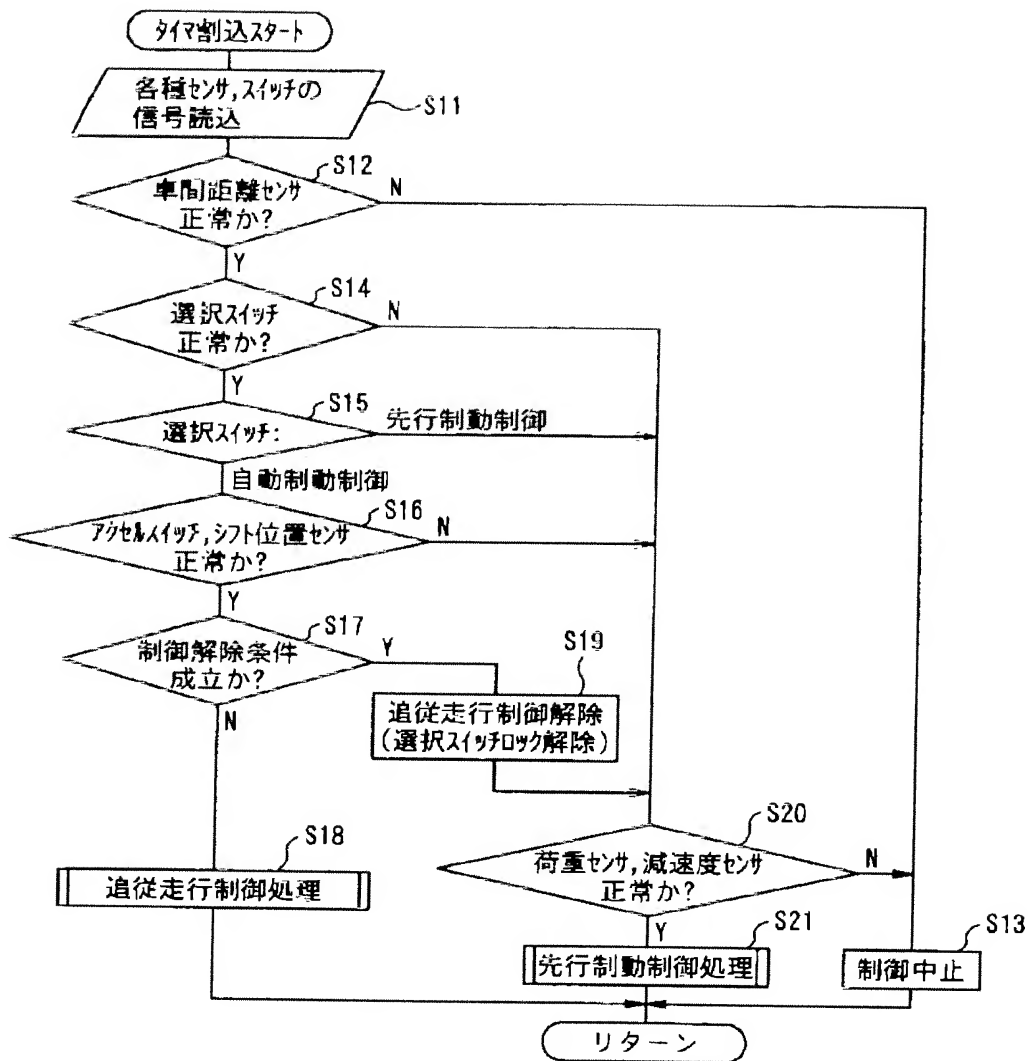 タイマ割込スタート
各種センサ,スイッチの
信号読込
S11
S12
車間距離センサ
正常か?
N
Y
S14
選択スイッチ
正常か?
N
Y
S15
選択スイッチ:
先行制動制御
自動制動制御
S16
アクセルスイッチ,シフト位置センサ
正常か?
N
Y
S17
制御解除条件
成立か?
Y
N
S19
追従走行制御解除
(選択スイッチロック解除)
S20
荷重センサ,減速度センサ
正常か?
N
Y
S18
追従走行制御処理
S21
先行制動制御処理
S13
制御中止
リターン